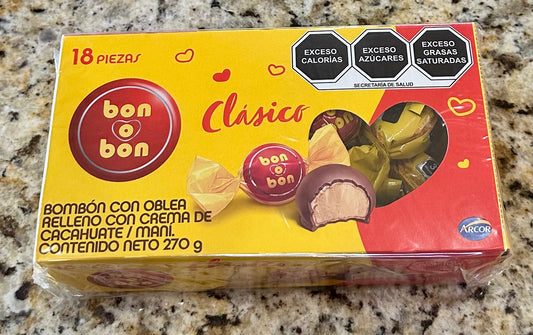 18 PIEZAS
EXCESO
CALORÍAS
EXCESO
AZÚCARES
EXCESO
GRASAS
SATURADAS
SECRETARÍA DE SALUD
bon
o
bon
Clásico
bon
o
bon
BOMBÓN CON OBLEA
RELLENO CON CREMA DE
CACAHUATE / MANÍ.
CONTENIDO NETO 270 g
ARCOR